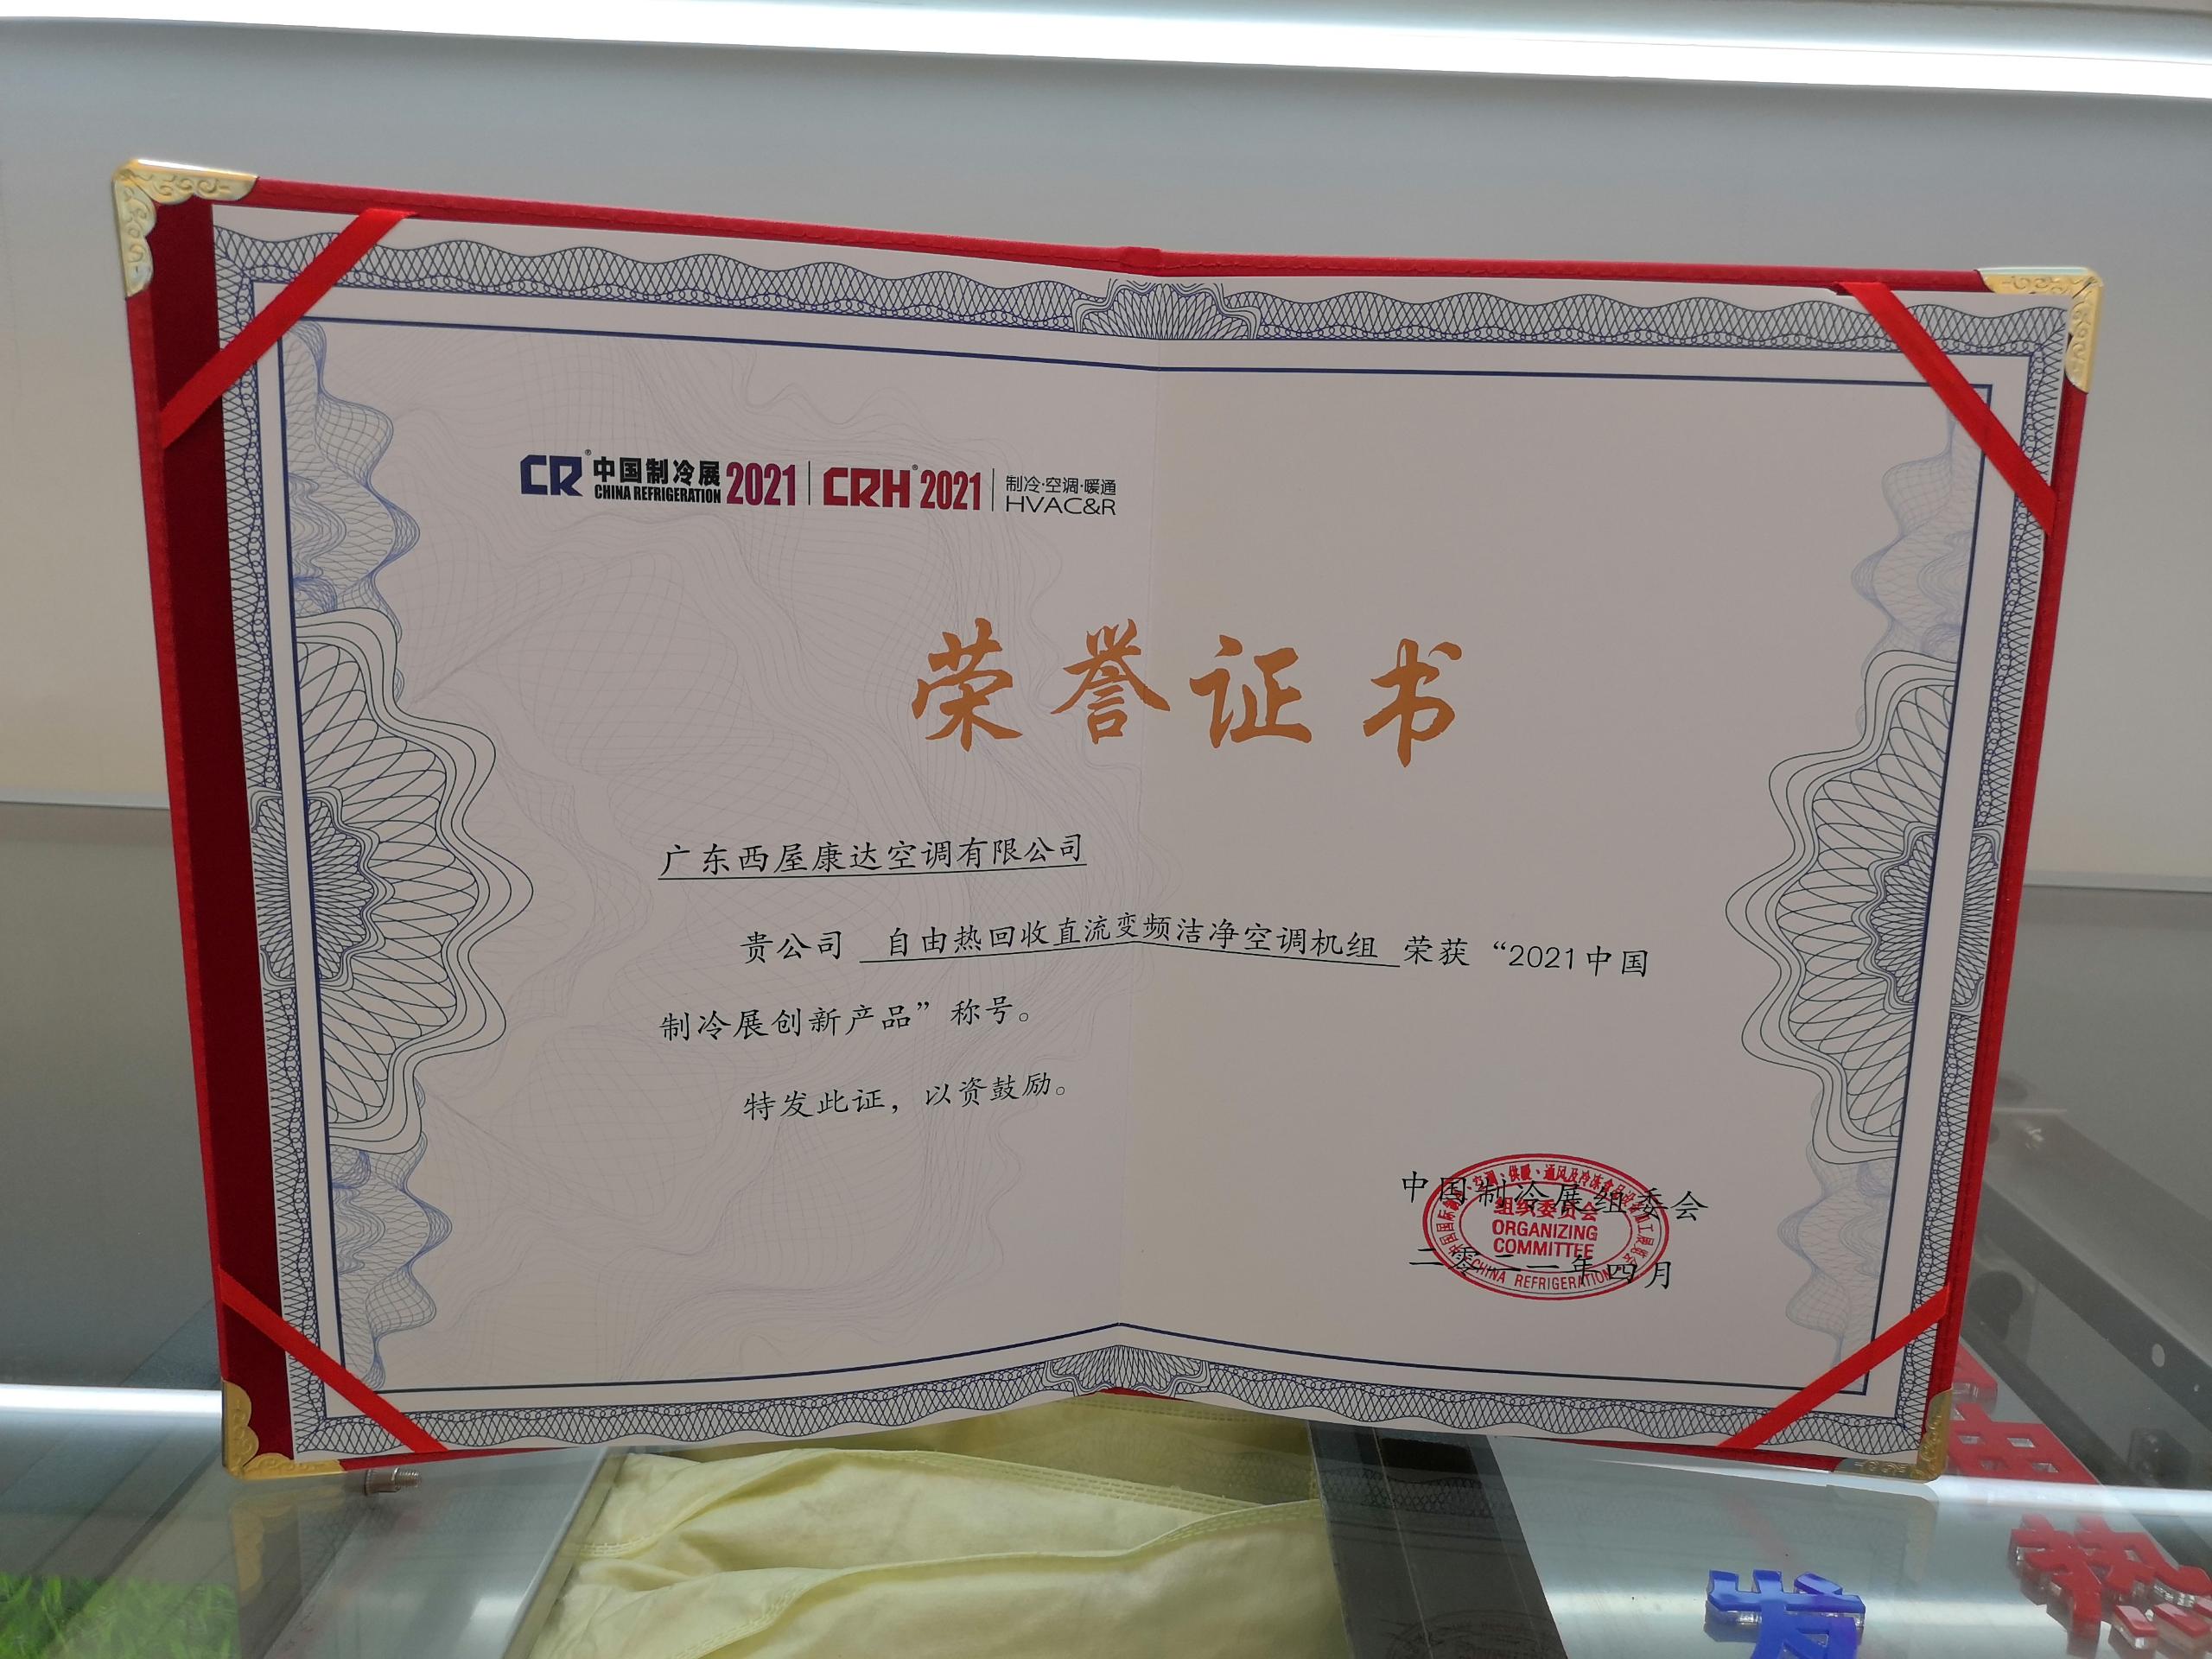 CR® 中国制冷展 2021 CRH® 2021 制冷·空调·暖通
CHINA REFRIGERATION HVAC&R
荣誉证书
广东西屋康达空调有限公司
贵公司 自由热回收直流变频洁净空调机组 荣获“2021中国
制冷展创新产品”称号。
特发此证，以资鼓励。
中国制冷展组委会
二零二一年四月
组织委员会
ORGANIZING
COMMITTEE
CHINA REFRIGERATION